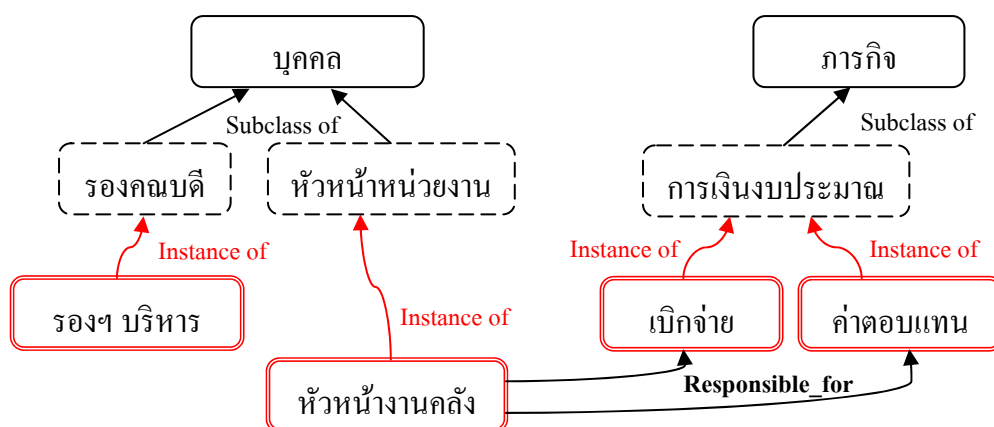 บุคคล
ภารกิจ
Subclass of
Subclass of
รองคณบดี
หัวหน้าหน่วยงาน
การเงินงบประมาณ
Instance of
Instance of
Instance of
รองฯ บริหาร
Instance of
เบิกจ่าย
ค่าตอบแทน
Responsible_for
หัวหน้างานคลัง